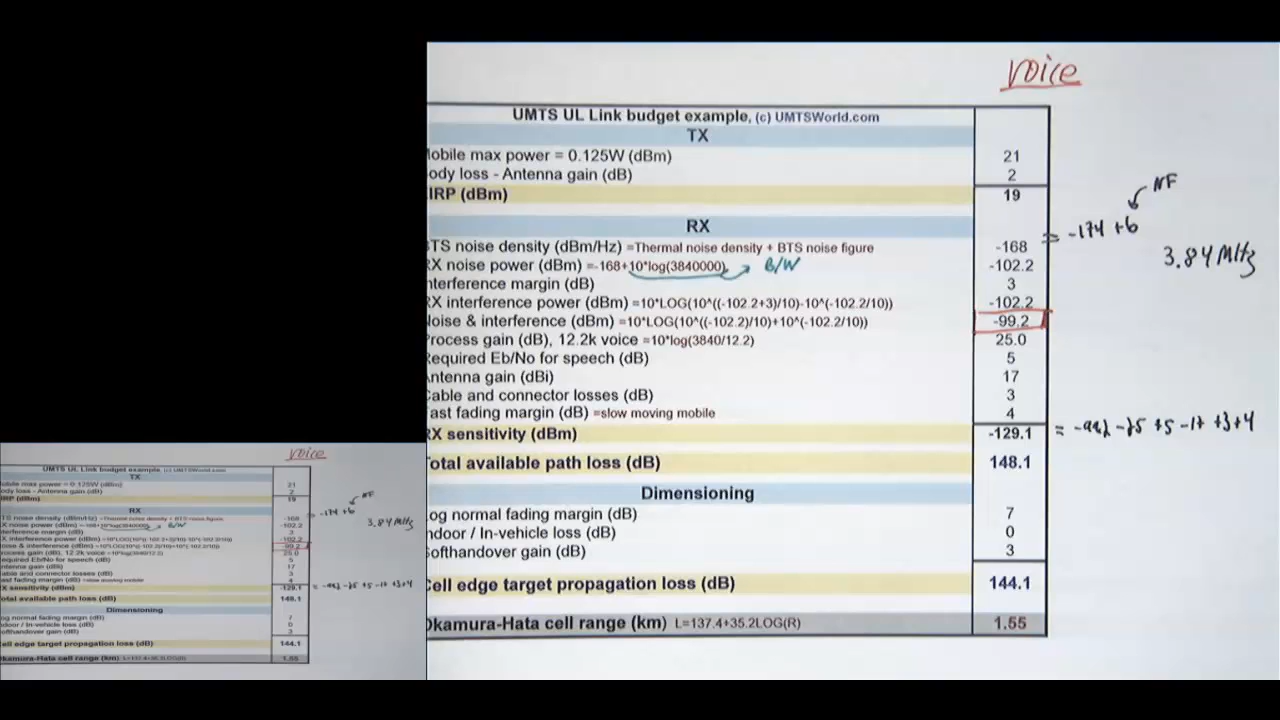 voice
UMTS UL Link budget example, (c) UMTSWorld.com
TX
obile max power = 0.125W (dBm) 21
ody loss - Antenna gain (dB) 2
IRP (dBm) 19
NF
RX
TS noise density (dBm/Hz) =Thermal noise density + BTS noise figure -168 = -174 +6
RX noise power (dBm) =-168+10*log(3840000) B/W -102.2 3.84 MHz
nterference margin (dB) 3
RX interference power (dBm) =10*LOG(10^((-102.2+3)/10)-10^(-102.2/10)) -102.2
Noise & interference (dBm) =10*LOG(10^((-102.2)/10)+10^(-102.2/10)) -99.2
Process gain (dB), 12.2k voice =10*log(3840/12.2) 25.0
Required Eb/No for speech (dB) 5
Antenna gain (dBi) 17
Cable and connector losses (dB) 3
ast fading margin (dB) =slow moving mobile 4
RX sensitivity (dBm) -129.1 = -99.2 -25 +5 -17 +3+4
Total available path loss (dB) 148.1
Dimensioning
og normal fading margin (dB) 7
ndoor / In-vehicle loss (dB) 0
Softhandover gain (dB) 3
Cell edge target propagation loss (dB) 144.1
Okamura-Hata cell range (km) L=137.4+35.2LOG(R) 1.55